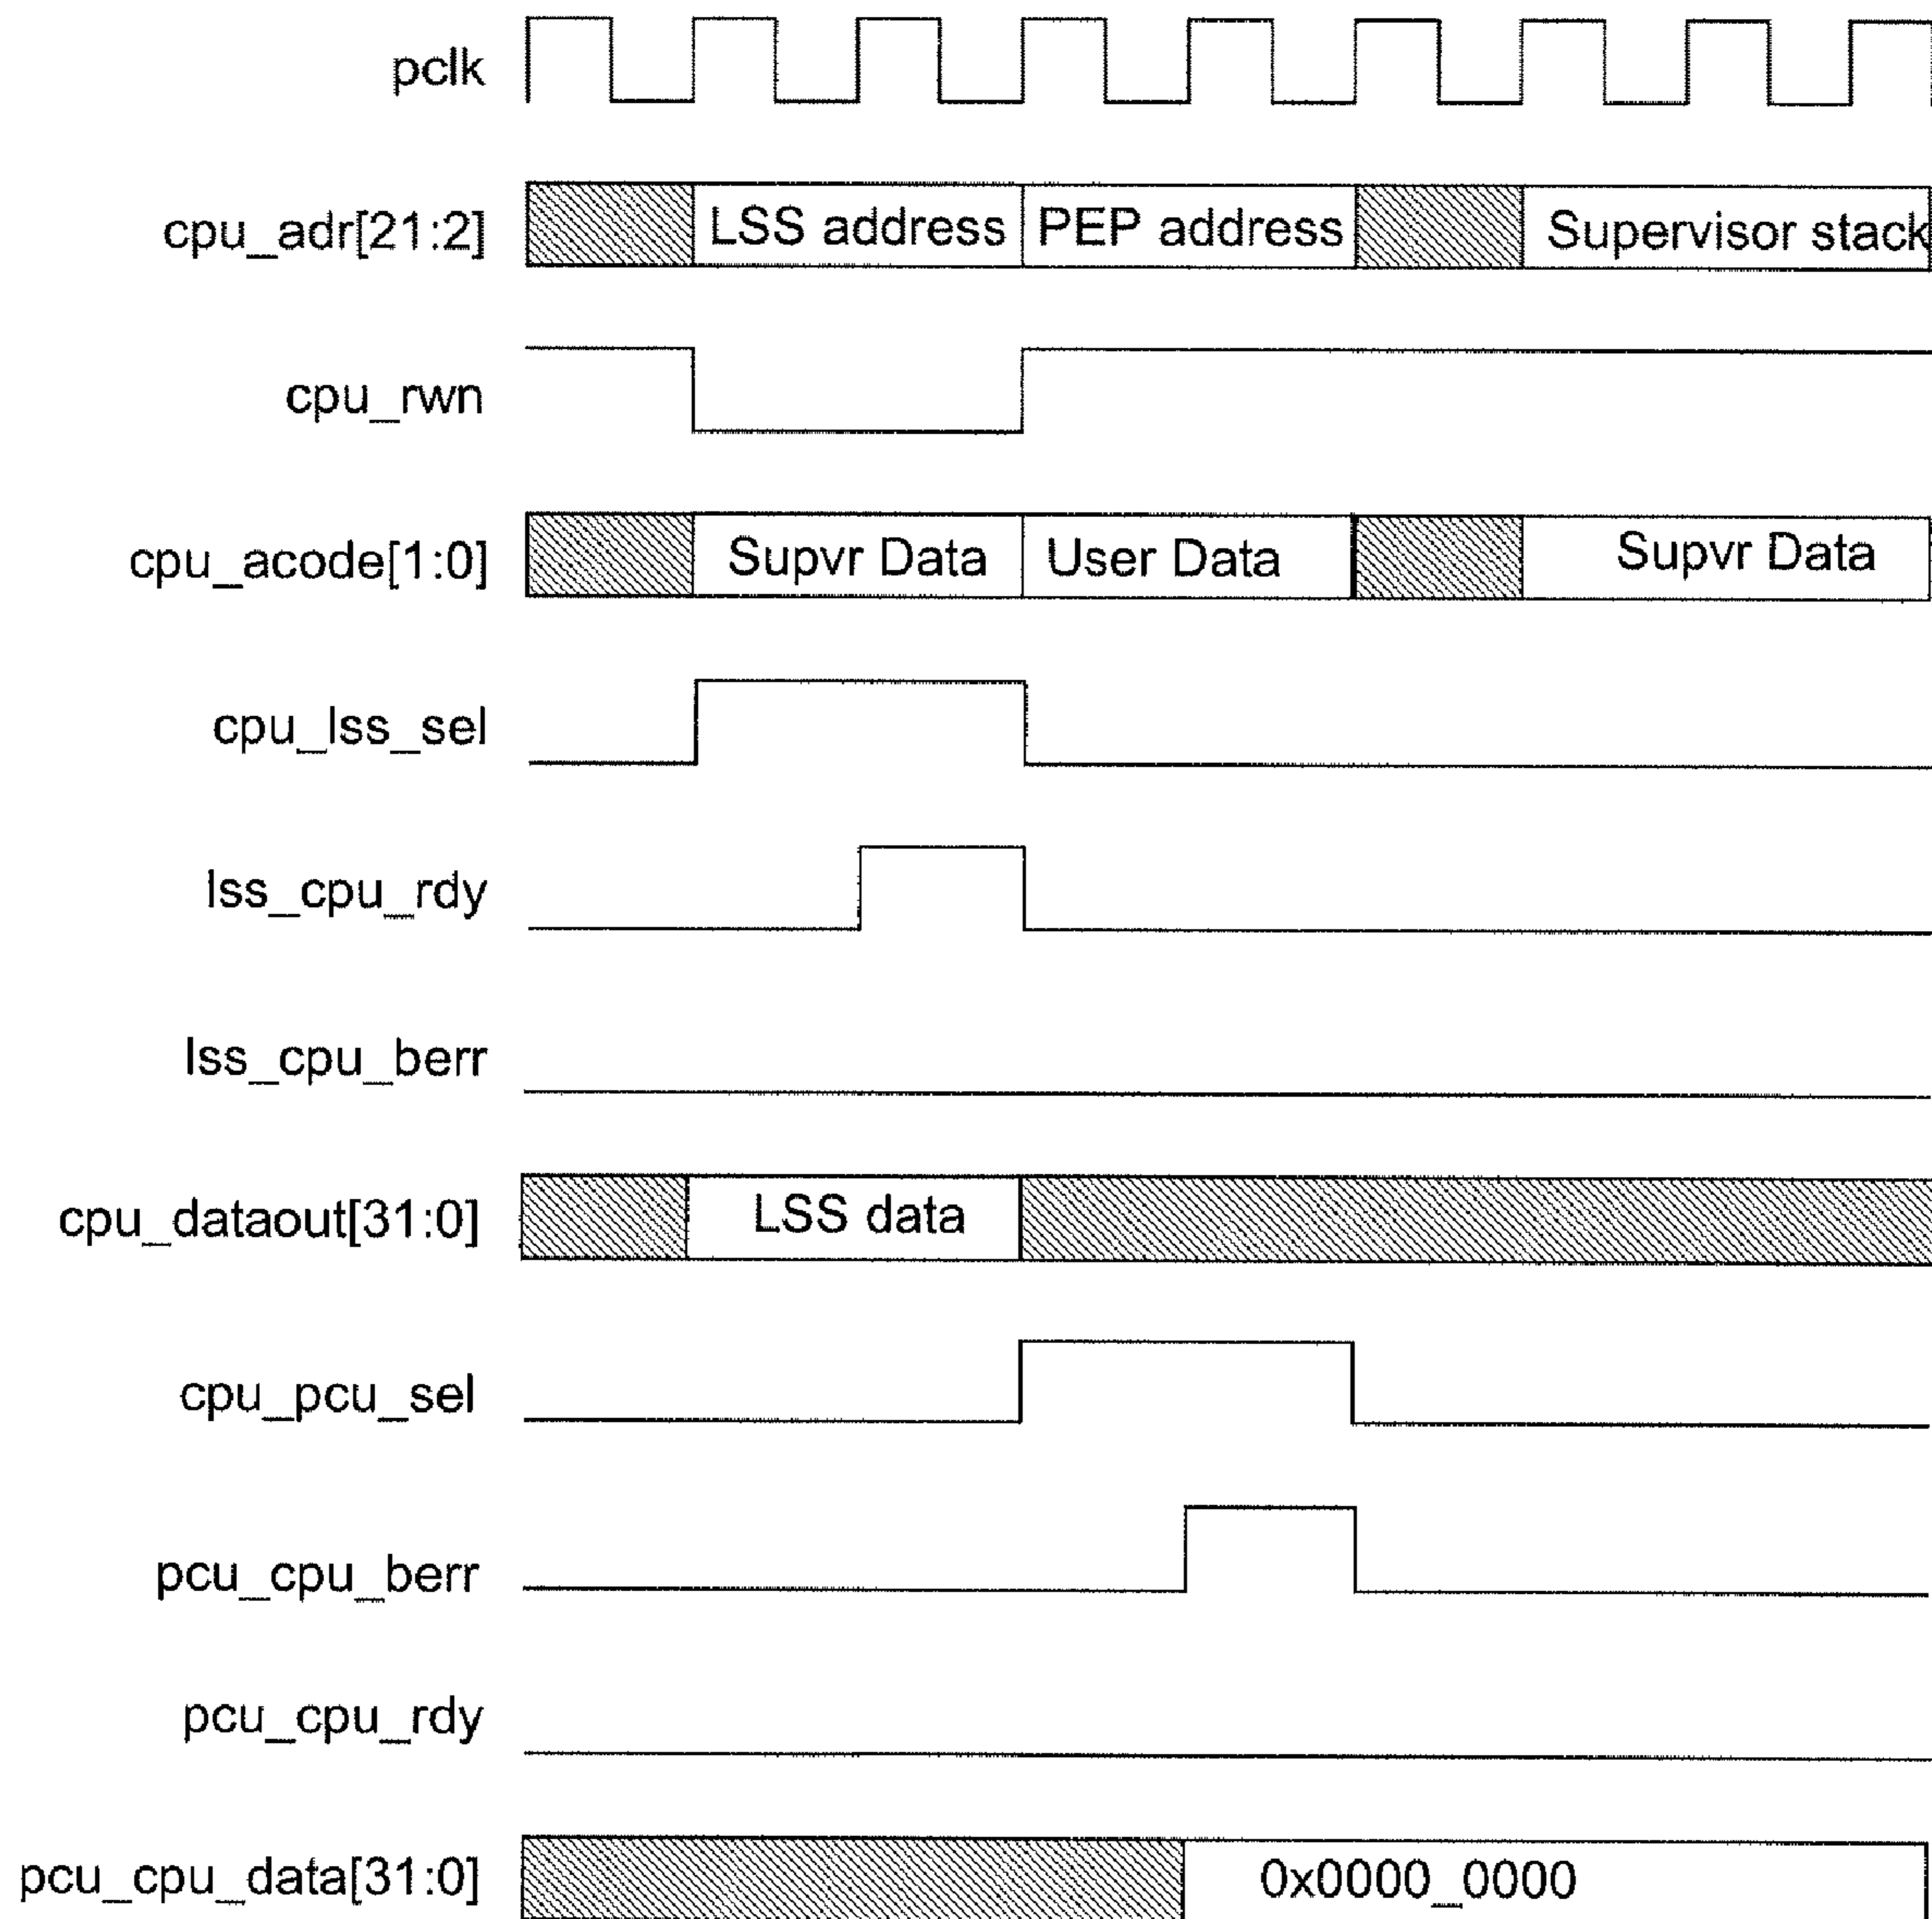 pclk
cpu_adr[21:2] LSS address PEP address Supervisor stack
cpu_rwn
cpu_acode[1:0] Supvr Data User Data Supvr Data
cpu_lss_sel
lss_cpu_rdy
lss_cpu_berr
cpu_dataout[31:0] LSS data
cpu_pcu_sel
pcu_cpu_berr
pcu_cpu_rdy
pcu_cpu_data[31:0] 0x0000_0000